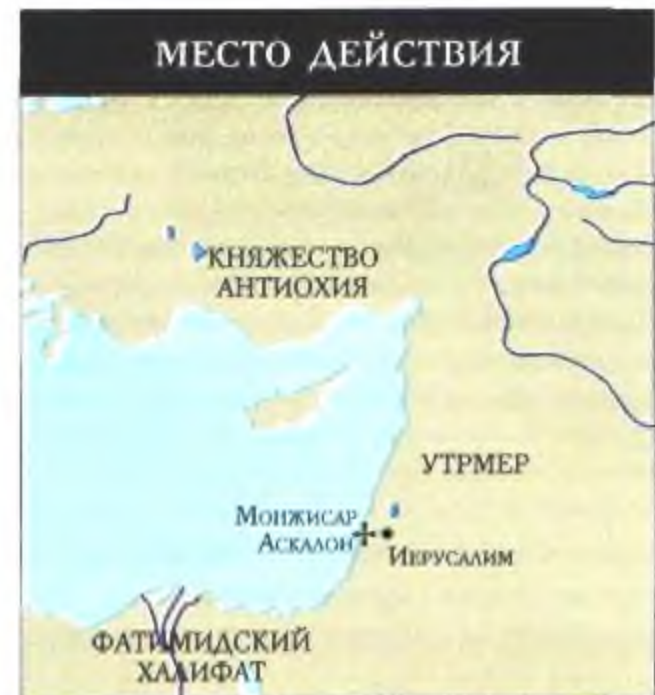 МЕСТО ДЕЙСТВИЯ
КНЯЖЕСТВО
АНТИОХИЯ
УТРМЕР
МОНЖИСАР
АСКАЛОН
ИЕРУСАЛИМ
ФАТИМИДСКИЙ
ХАЛИФАТ